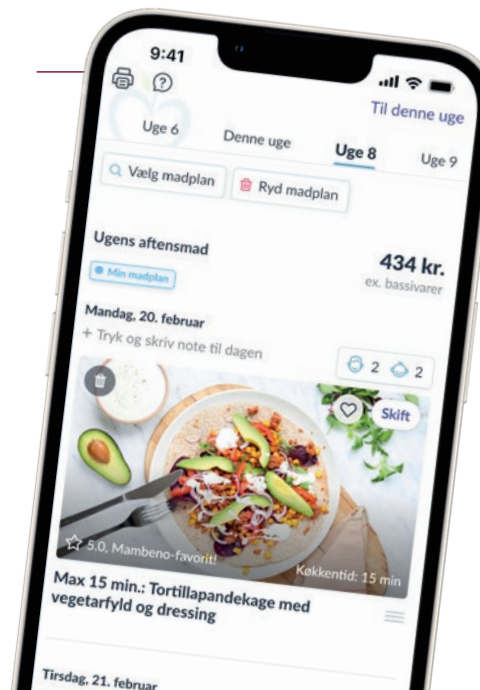 9:41
Til denne uge
Uge 6
Denne uge
Uge 8
Uge 9
Vælg madplan
Ryd madplan
Ugens aftensmad
434 kr.
Min madplan
ex. bassivarer
Mandag, 20. februar
+ Tryk og skriv note til dagen
2 2
Skift
5.0, Mambeno-favorit!
Køkkentid: 15 min
Max 15 min.: Tortillapandekage med
vegetarfyld og dressing
Tirsdag, 21. februar